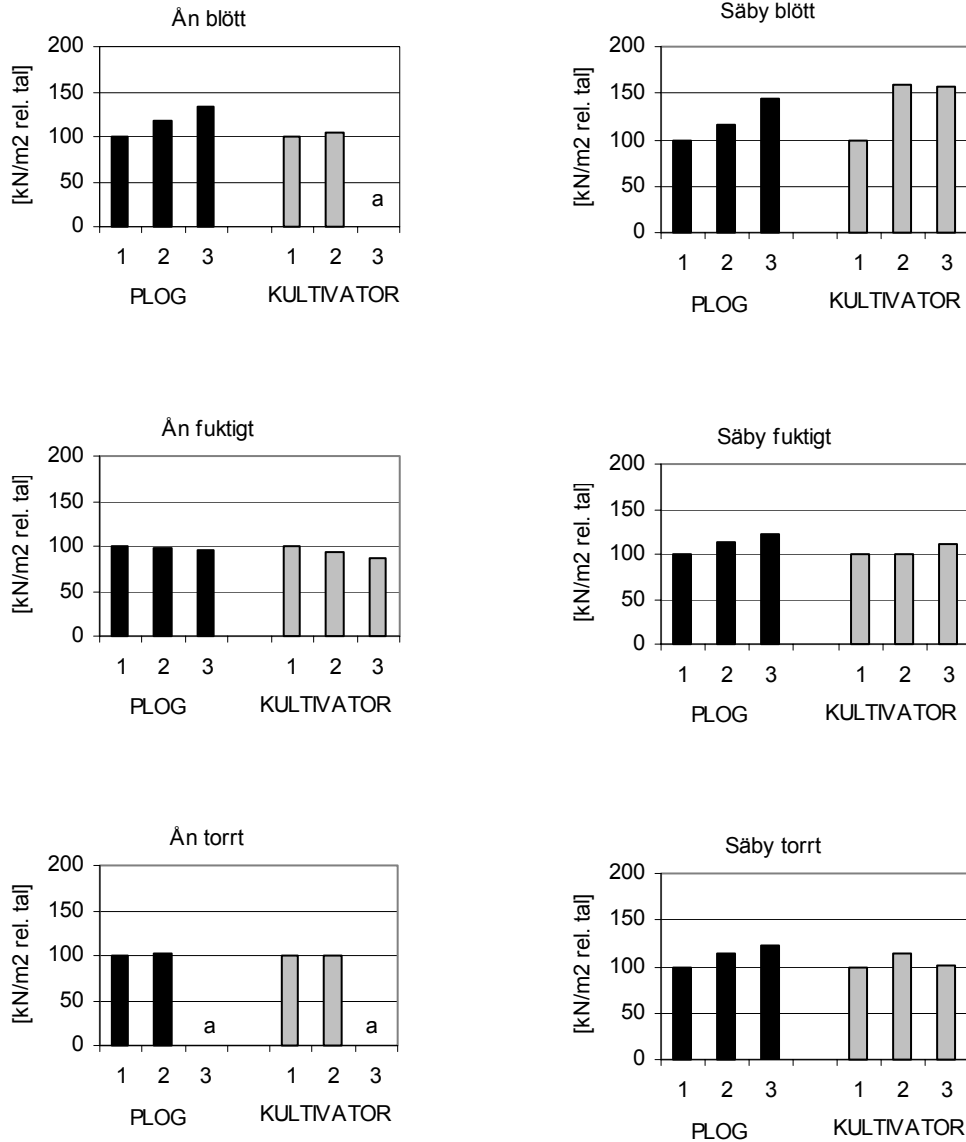 Ån blött
[kN/m2 rel. tal]
200
150
100
50
0
a
1 2 3 1 2 3
PLOG KULTIVATOR
Säby blött
[kN/m2 rel. tal]
200
150
100
50
0
1 2 3 1 2 3
PLOG KULTIVATOR
Ån fuktigt
[kN/m2 rel. tal]
200
150
100
50
0
1 2 3 1 2 3
PLOG KULTIVATOR
Säby fuktigt
[kN/m2 rel. tal]
200
150
100
50
0
1 2 3 1 2 3
PLOG KULTIVATOR
Ån torrt
[kN/m2 rel. tal]
200
150
100
50
0
a a
1 2 3 1 2 3
PLOG KULTIVATOR
Säby torrt
[kN/m2 rel. tal]
200
150
100
50
0
1 2 3 1 2 3
PLOG KULTIVATOR